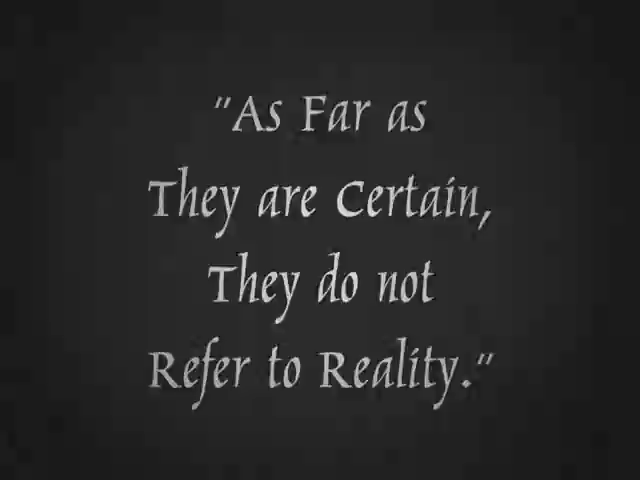 "As Far as
They are Certain,
They do not
Refer to Reality."